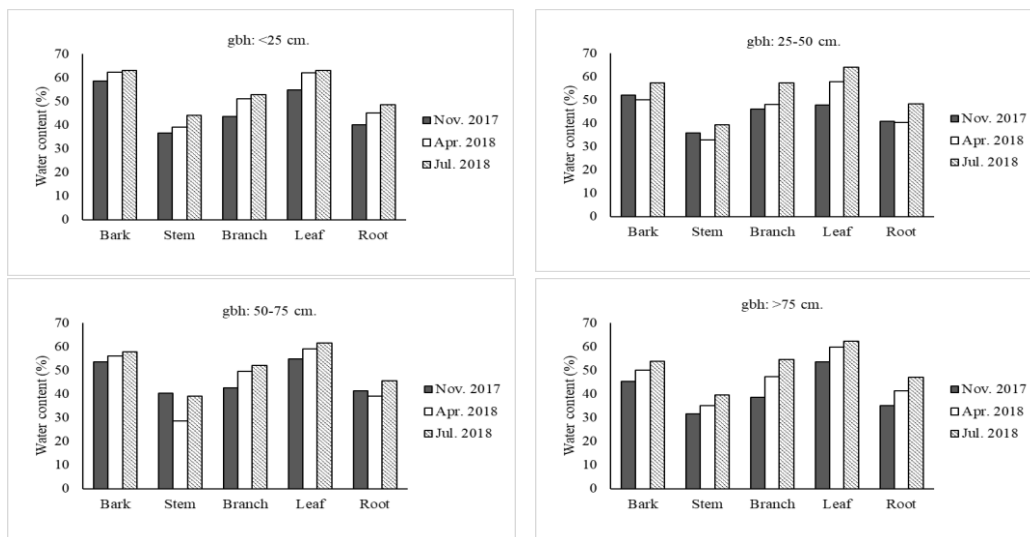 gbh: <25 cm.
Water content (%)
70
60
50
40
30
20
10
0
Bark Stem Branch Leaf Root
Nov. 2017
Apr. 2018
Jul. 2018
gbh: 25-50 cm.
Water content (%)
70
60
50
40
30
20
10
0
Bark Stem Branch Leaf Root
Nov. 2017
Apr. 2018
Jul. 2018
gbh: 50-75 cm.
Water content (%)
70
60
50
40
30
20
10
0
Bark Stem Branch Leaf Root
Nov. 2017
Apr. 2018
Jul. 2018
gbh: >75 cm.
Water content (%)
70
60
50
40
30
20
10
0
Bark Stem Branch Leaf Root
Nov. 2017
Apr. 2018
Jul. 2018